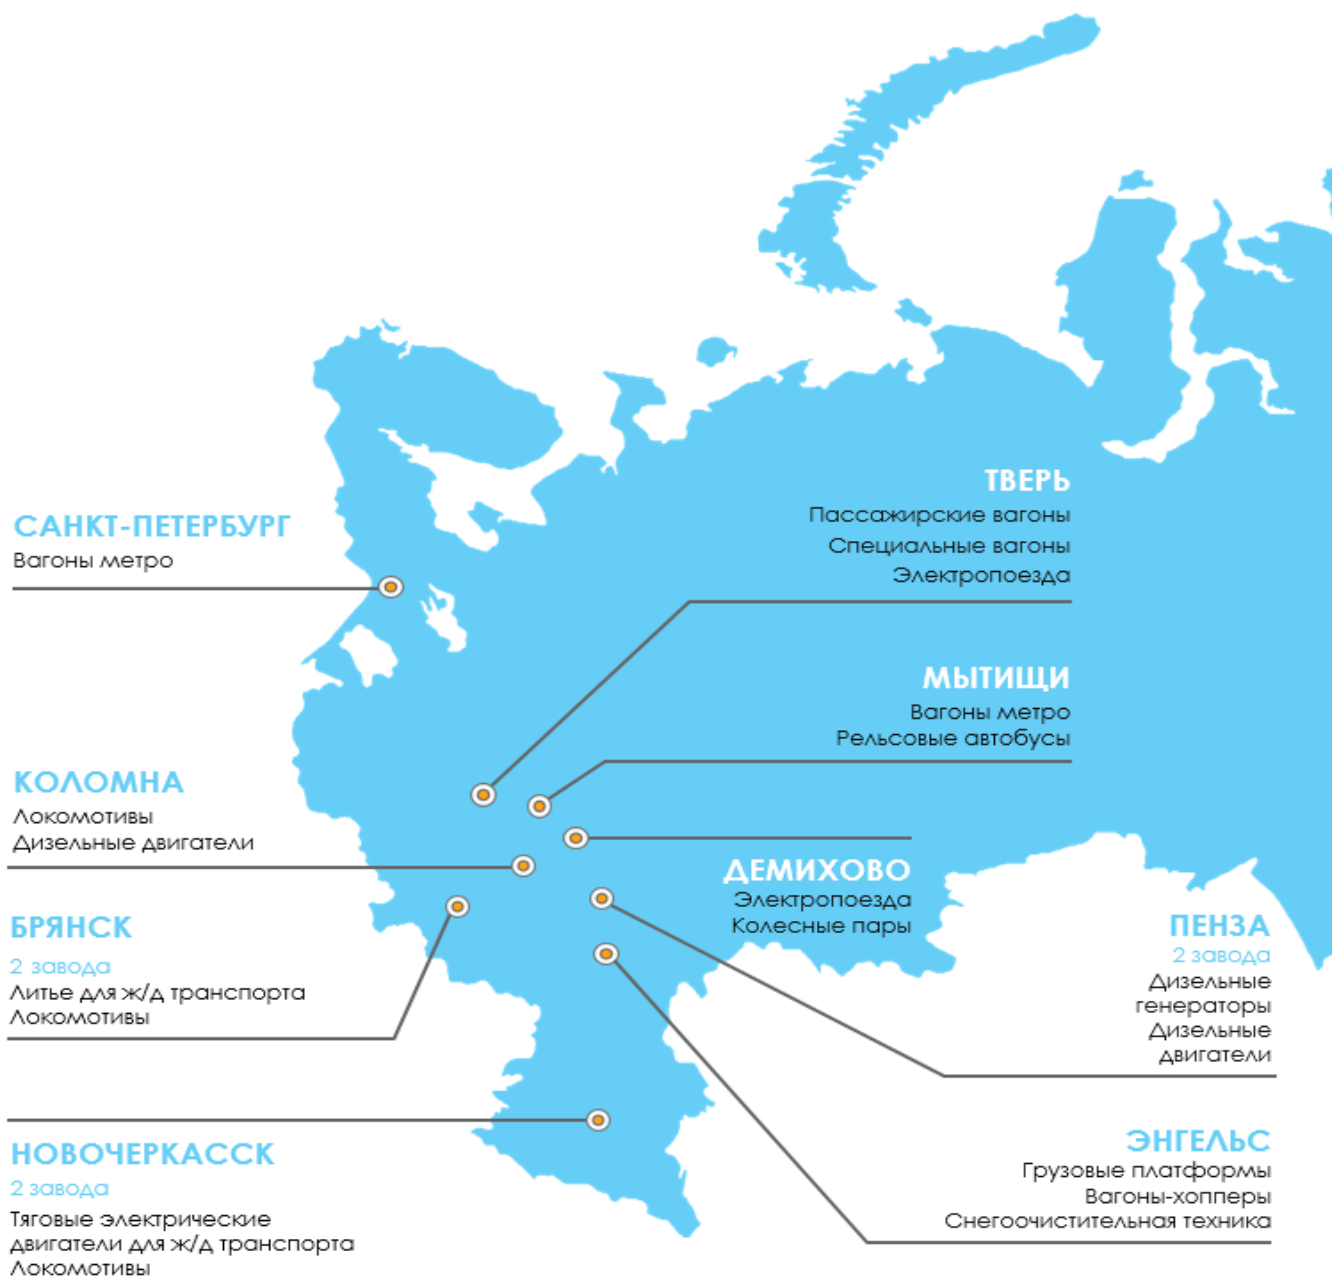 ТВЕРЬ
Пассажирские вагоны
Специальные вагоны
Электропоезда
САНКТ-ПЕТЕРБУРГ
Вагоны метро
МЫТИЩИ
Вагоны метро
Рельсовые автобусы
КОЛОМНА
Локомотивы
Дизельные двигатели
ДЕМИХОВО
Электропоезда
Колесные пары
БРЯНСК
2 завода
Литье для ж/д транспорта
Локомотивы
ПЕНЗА
2 завода
Дизельные
генераторы
Дизельные
двигатели
НОВОЧЕРКАССК
2 завода
Тяговые электрические
двигатели для ж/д транспорта
Локомотивы
ЭНГЕЛЬС
Грузовые платформы
Вагоны-хопперы
Снегоочистительная техника